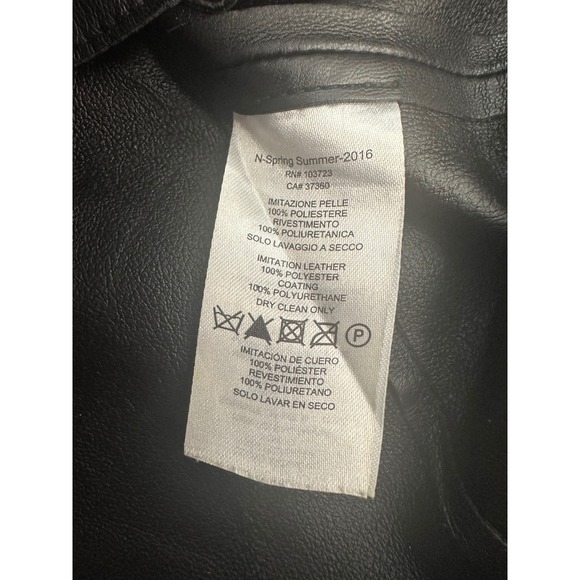 N-Spring Summer-2016
RN# 103723
CA# 37360
IMITAZIONE PELLE
100% POLIESTERE
RIVESTIMENTO
100% POLIURETANICA
SOLO LAVAGGIO A SECCO
IMITATION LEATHER
100% POLYESTER
COATING
100% POLYURETHANE
DRY CLEAN ONLY
P
IMITACIÓN DE CUERO
100% POLIÉSTER
REVESTIMIENTO
100% POLIURETANO
SOLO LAVAR EN SECO